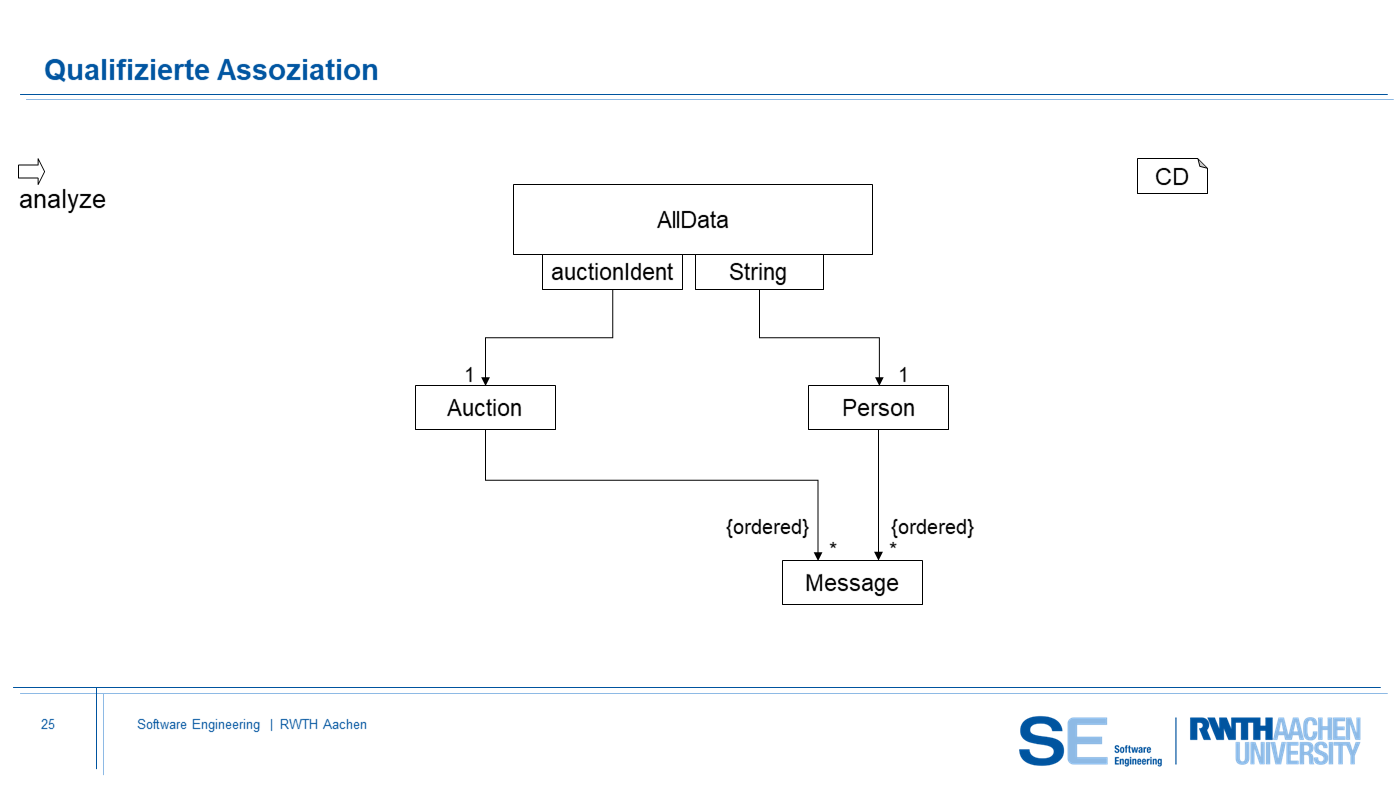 Qualifizierte Assoziation
analyze
CD
AllData
auctionIdent
String
1
1
Auction
Person
{ordered}
{ordered}
*
*
Message
25
Software Engineering | RWTH Aachen
SE
Software
Engineering
RWTHAACHEN
UNIVERSITY